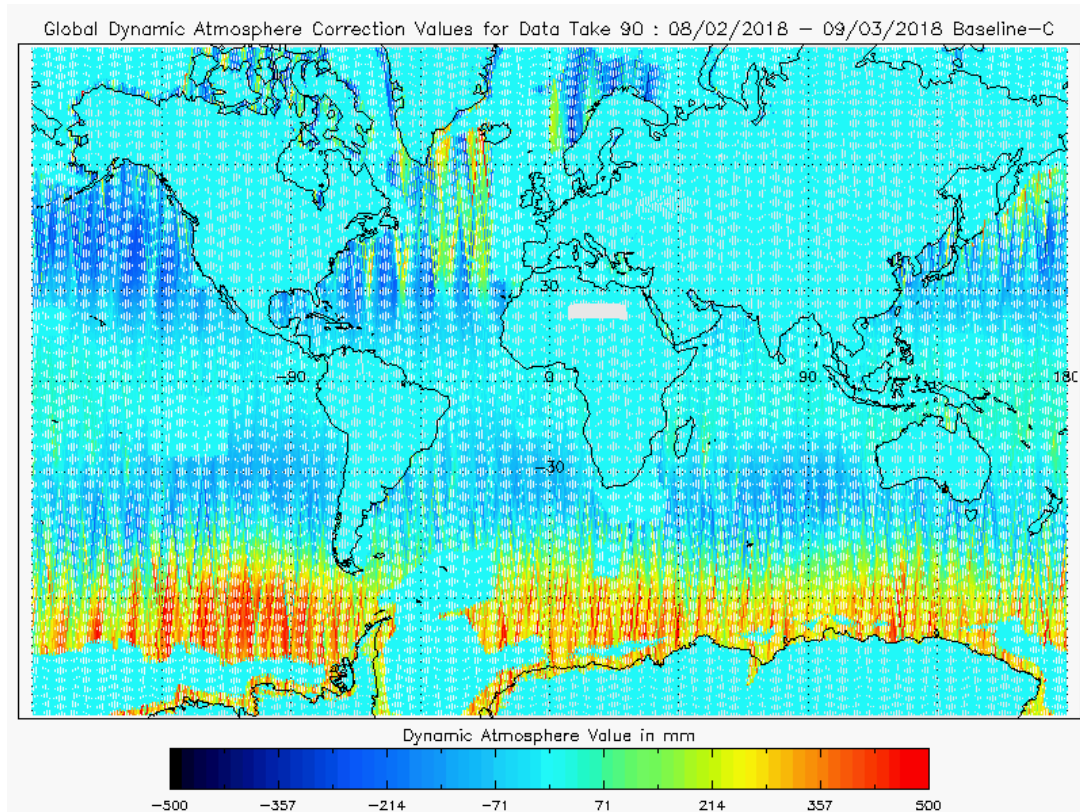 Global Dynamic Atmosphere Correction Values for Data Take 90 : 08/02/2018 – 09/03/2018 Baseline–C
30
–90 0 90 180
–30
Dynamic Atmosphere Value in mm
–500 –357 –214 –71 71 214 357 500